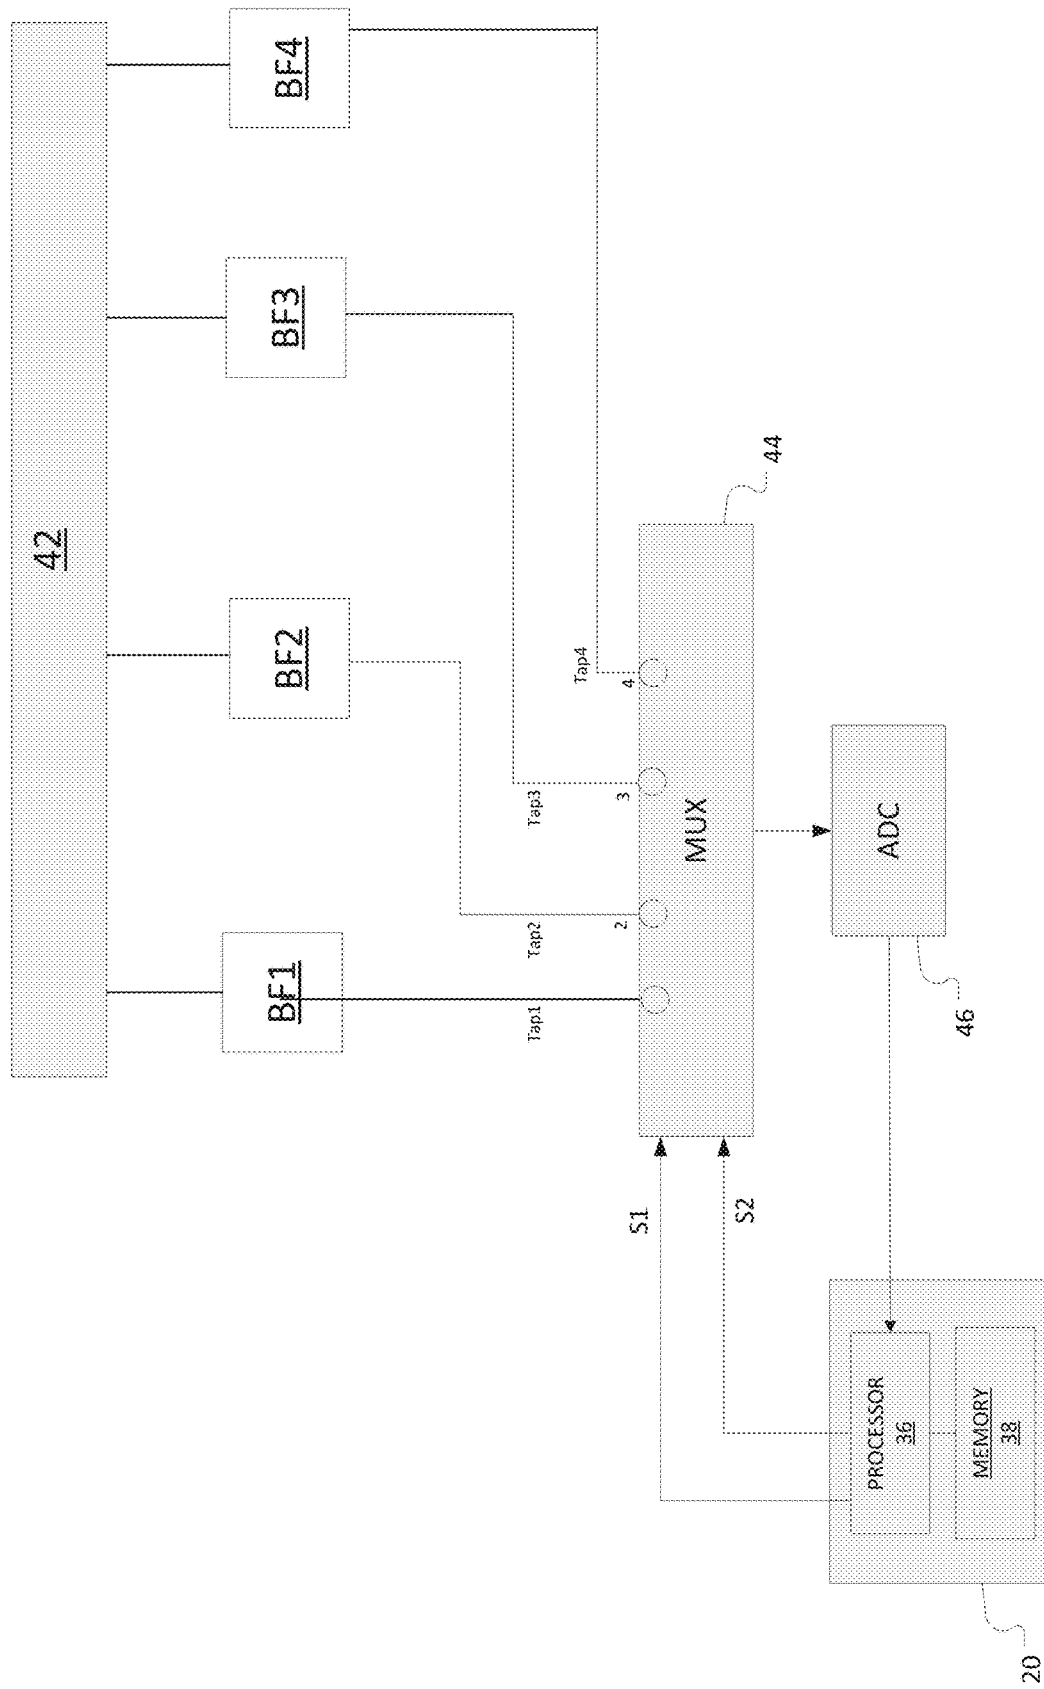 42
BF1
BF2
BF3
BF4
Tap1
Tap2
Tap3
Tap4
2
3
4
S1
S2
MUX
44
ADC
46
PROCESSOR
36
MEMORY
38
20